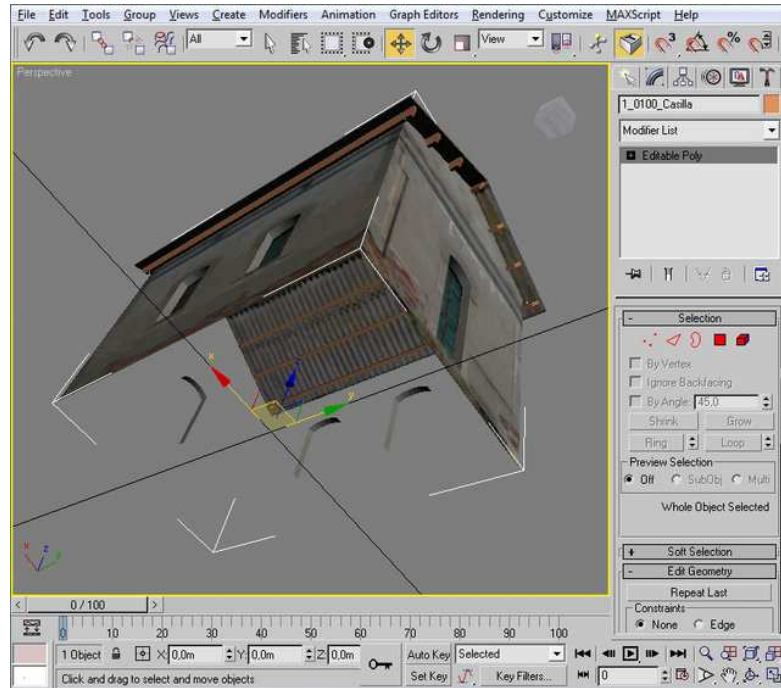 File Edit Tools Group Views Create Modifiers Animation Graph Editors Rendering Customize MAXScript Help
All
View
3
%
Perspective
1_0100_Casilla
Modifier List
Editable Poly
- Selection
By Vertex
Ignore Backfacing
By Angle: 45,0
Shrink Grow
Ring Loop
Preview Selection
Off SubObj Multi
Whole Object Selected
+ Soft Selection
- Edit Geometry
Repeat Last
Constraints
None Edge
x
z
y
x z y
< 0 / 100 >
0 10 20 30 40 50 60 70 80 90 100
1 Object X: 0,0m Y: 0,0m Z: 0,0m Auto Key Selected
Set Key Key Filters... 0
Click and drag to select and move objects